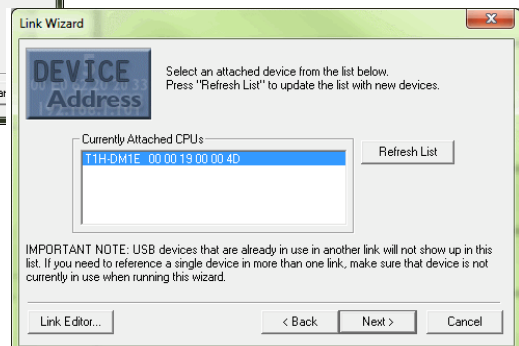 Link Wizard
DEVICE
Address
Select an attached device from the list below.
Press "Refresh List" to update the list with new devices.
Currently Attached CPUs
T1H-DM1E 00 00 19 00 00 4D
Refresh List
IMPORTANT NOTE: USB devices that are already in use in another link will not show up in this
list. If you need to reference a single device in more than one link, make sure that device is not
currently in use when running this wizard.
Link Editor...
< Back
Next >
Cancel